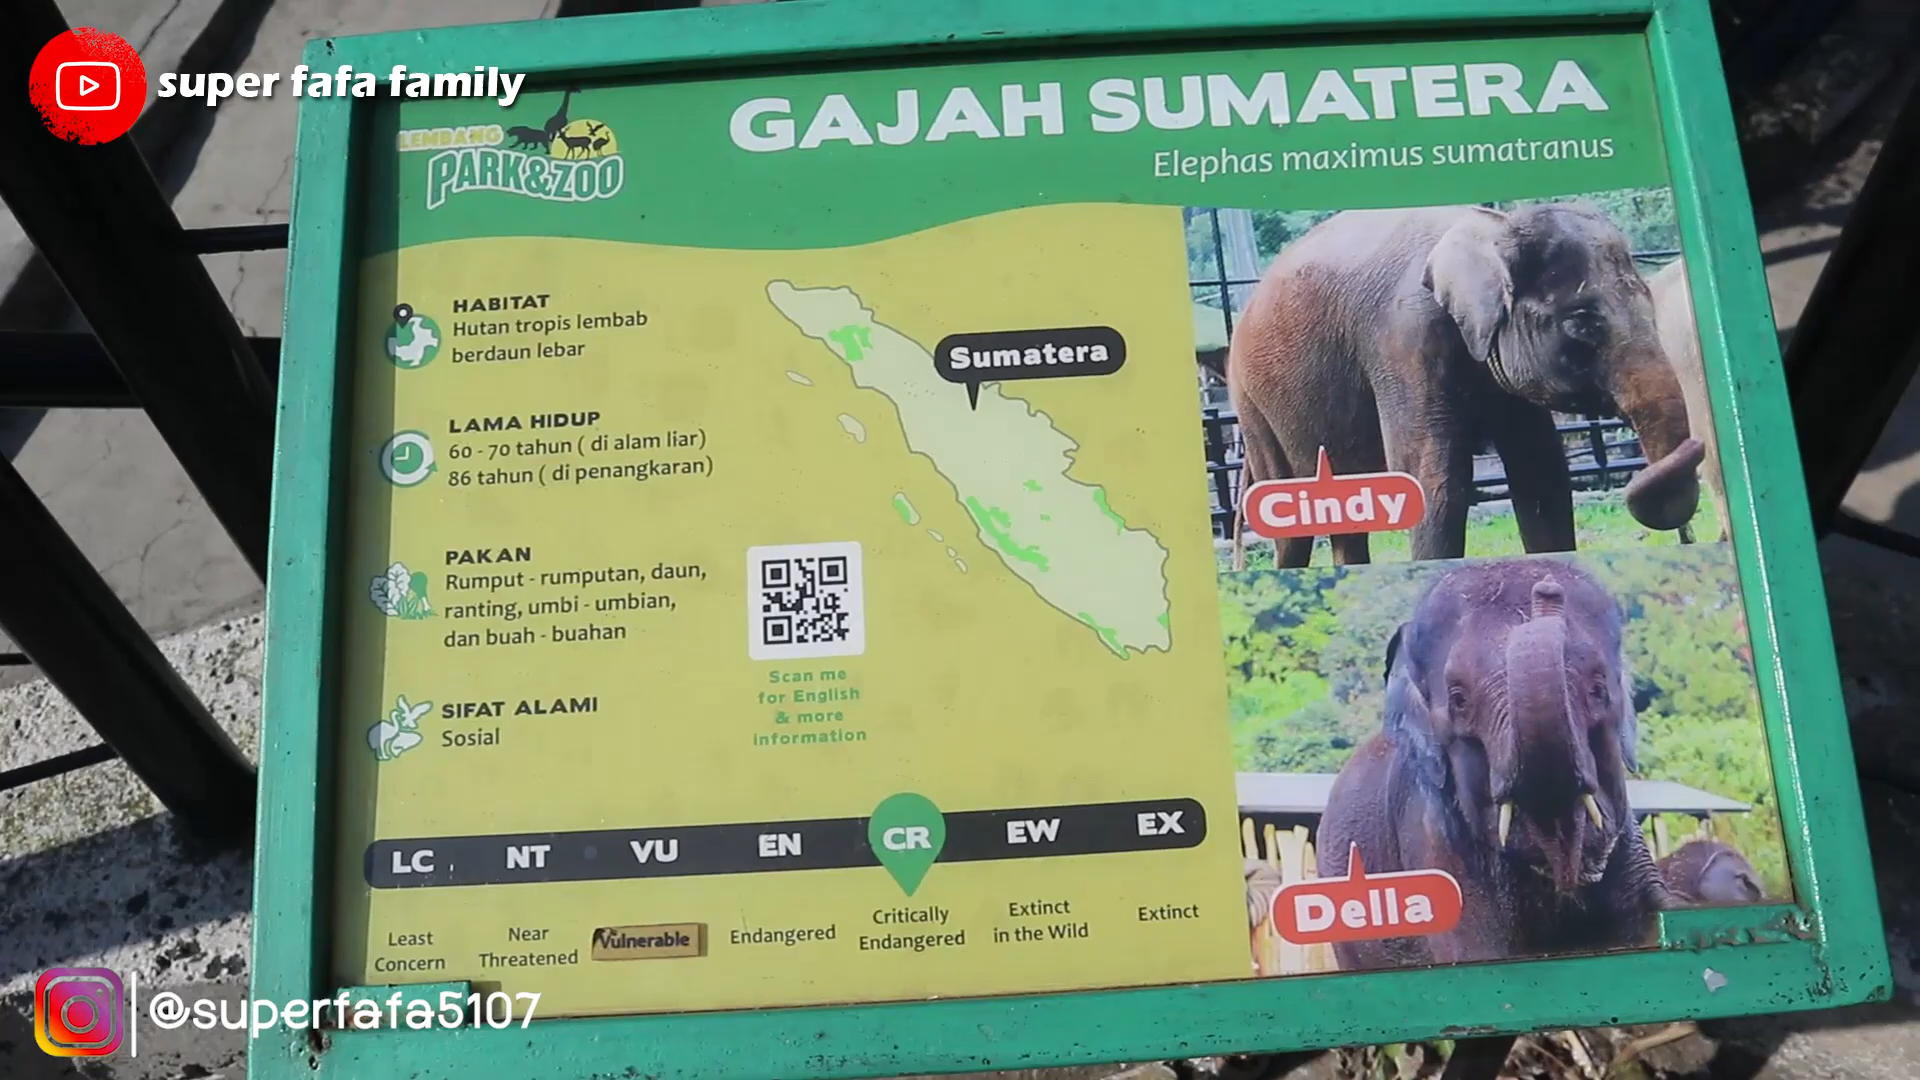 super fafa family
LEMBANG
PARK&ZOO
GAJAH SUMATERA
Elephas maximus sumatranus
HABITAT
Hutan tropis lembab
berdaun lebar
LAMA HIDUP
60 - 70 tahun ( di alam liar)
86 tahun ( di penangkaran)
PAKAN
Rumput - rumputan, daun,
ranting, umbi - umbian,
dan buah - buahan
SIFAT ALAMI
Sosial
Sumatera
Scan me
for English
& more
information
Cindy
Della
LC NT VU EN CR EW EX
Least
Concern
Near
Threatened
Vulnerable
Endangered
Critically
Endangered
Extinct
in the Wild
Extinct
@superfafa5107